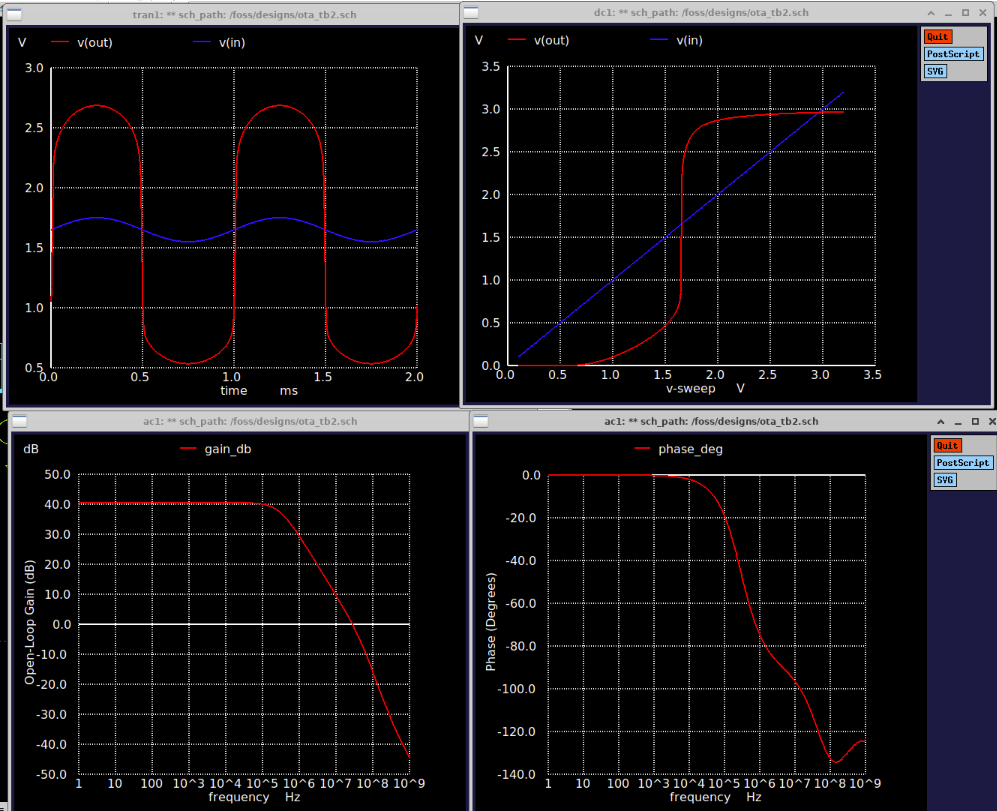 tran1: ** sch_path: /foss/designs/ota_tb2.sch
V v(out) v(in)
3.0
2.5
2.0
1.5
1.0
0.5
0.0 0.5 1.0 1.5 2.0
time ms
dc1: ** sch_path: /foss/designs/ota_tb2.sch
V v(out) v(in)
Quit
PostScript
SVG
3.5
3.0
2.5
2.0
1.5
1.0
0.5
0.0
0.0 0.5 1.0 1.5 2.0 2.5 3.0 3.5
v-sweep V
ac1: ** sch_path: /foss/designs/ota_tb2.sch
dB gain_db
50.0
40.0
30.0
20.0
10.0
0.0
-10.0
-20.0
-30.0
-40.0
-50.0
Open-Loop Gain (dB)
1 10 100 10^3 10^4 10^5 10^6 10^7 10^8 10^9
frequency Hz
ac1: ** sch_path: /foss/designs/ota_tb2.sch
phase_deg
Quit
PostScript
SVG
0.0
-20.0
-40.0
-60.0
-80.0
-100.0
-120.0
-140.0
Phase (Degrees)
1 10 100 10^3 10^4 10^5 10^6 10^7 10^8 10^9
frequency Hz